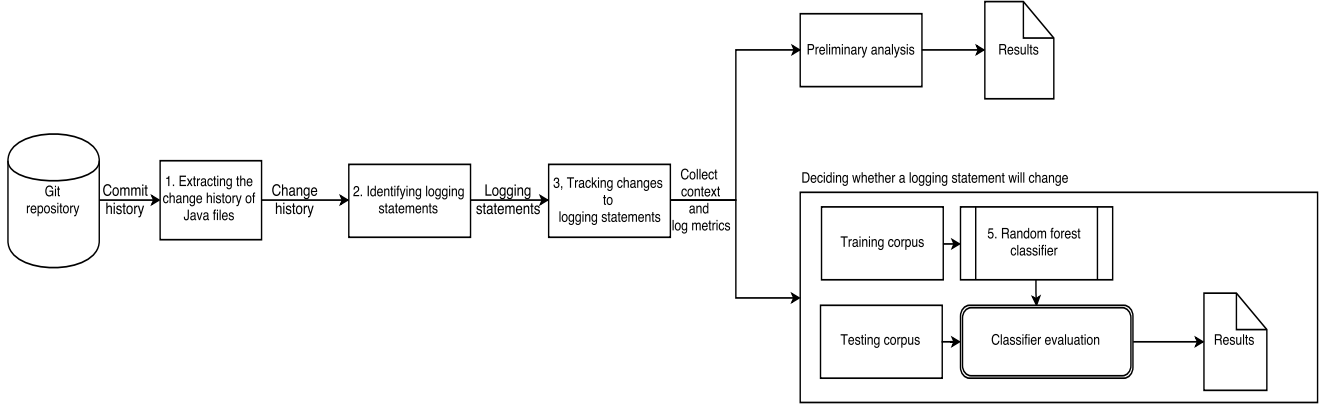 Git
repository
Commit
history
1. Extracting the
change history of
Java files
Change
history
2. Identifying logging
statements
Logging
statements
3, Tracking changes
to
logging statements
Collect
context
and
log metrics
Preliminary analysis
Results
Deciding whether a logging statement will change
Training corpus
5. Random forest
classifier
Testing corpus
Classifier evaluation
Results